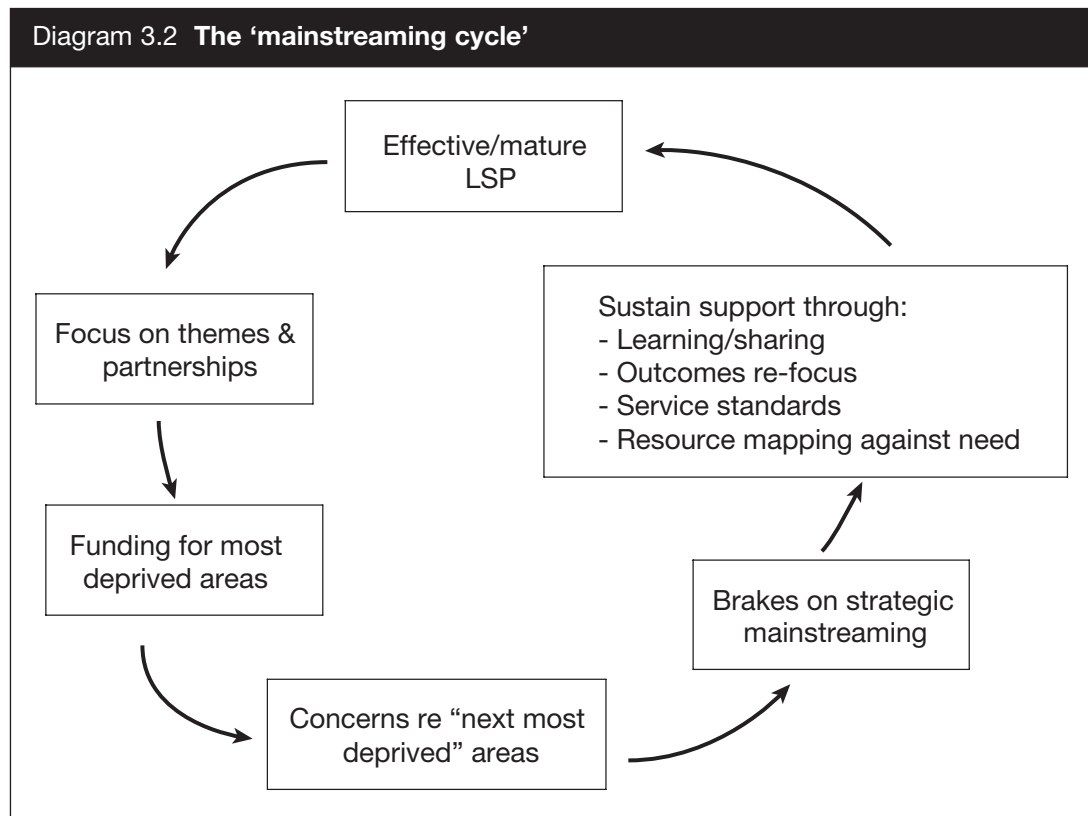 Diagram 3.2 The ‘mainstreaming cycle’
Effective/mature
LSP
Focus on themes &
partnerships
Funding for most
deprived areas
Concerns re “next most
deprived” areas
Brakes on strategic
mainstreaming
Sustain support through:
- Learning/sharing
- Outcomes re-focus
- Service standards
- Resource mapping against need